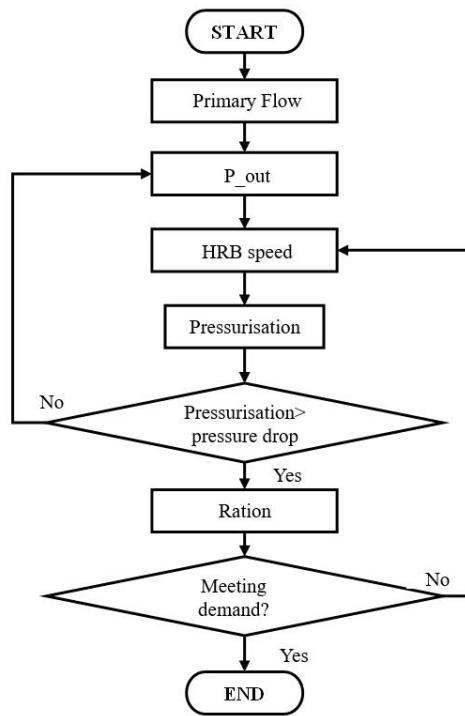 START
Primary Flow
P_out
HRB speed
Pressurisation
No
Pressurisation>
pressure drop
Yes
Ration
Meeting
demand?
No
Yes
END